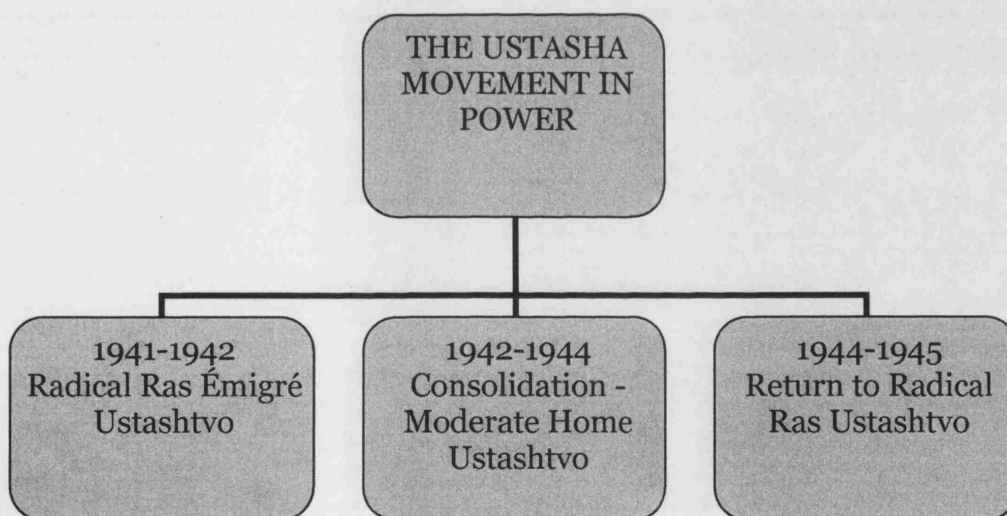 THE USTASHA
MOVEMENT IN
POWER
1941-1942
Radical Ras Émigré
Ustashtvo
1942-1944
Consolidation -
Moderate Home
Ustashtvo
1944-1945
Return to Radical
Ras Ustashtvo